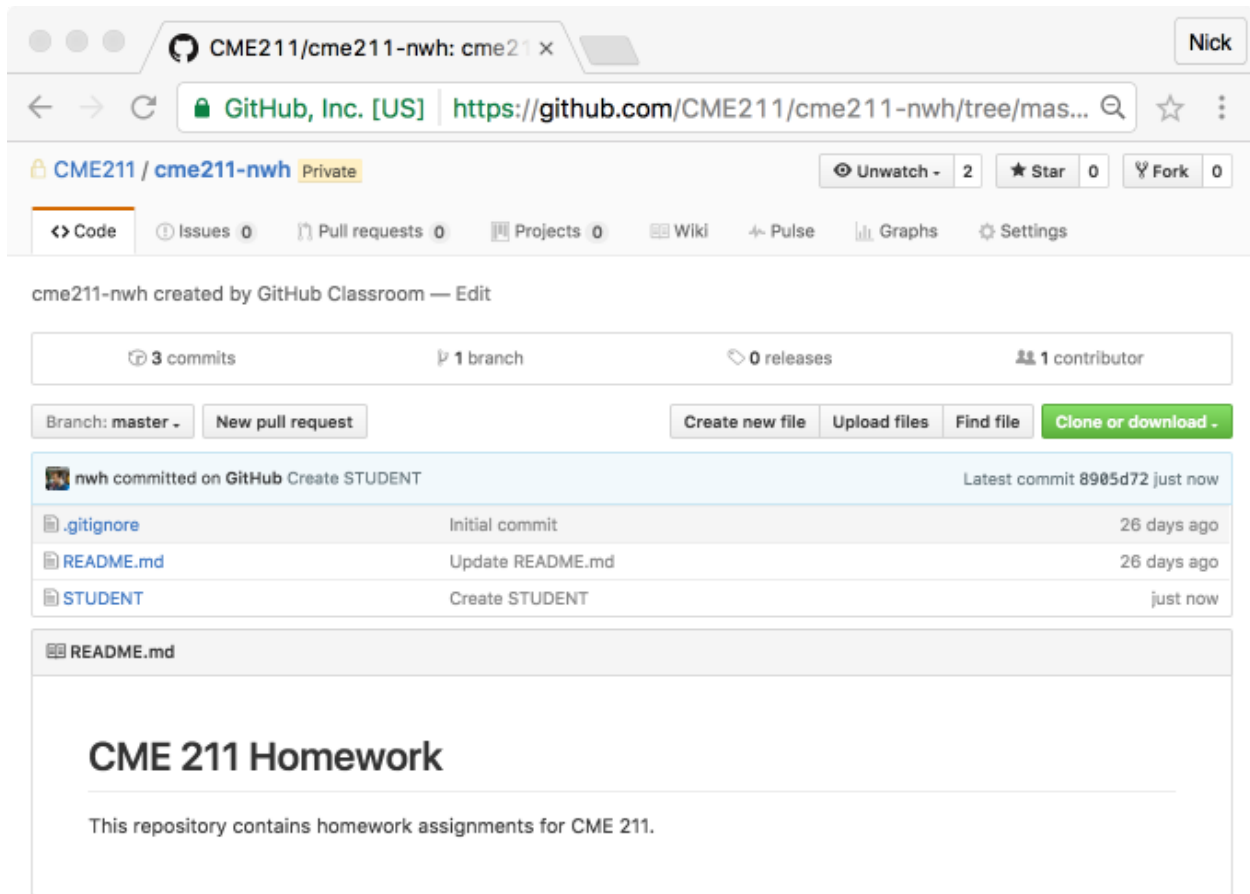 CME211/cme211-nwh: cme21 ×
Nick
GitHub, Inc. [US] https://github.com/CME211/cme211-nwh/tree/mas...
CME211 / cme211-nwh Private Unwatch 2 Star 0 Fork 0
<> Code Issues 0 Pull requests 0 Projects 0 Wiki Pulse Graphs Settings
cme211-nwh created by GitHub Classroom — Edit
3 commits 1 branch 0 releases 1 contributor
Branch: master New pull request Create new file Upload files Find file Clone or download
nwh committed on GitHub Create STUDENT Latest commit 8905d72 just now
.gitignore Initial commit 26 days ago
README.md Update README.md 26 days ago
STUDENT Create STUDENT just now
README.md
CME 211 Homework
This repository contains homework assignments for CME 211.